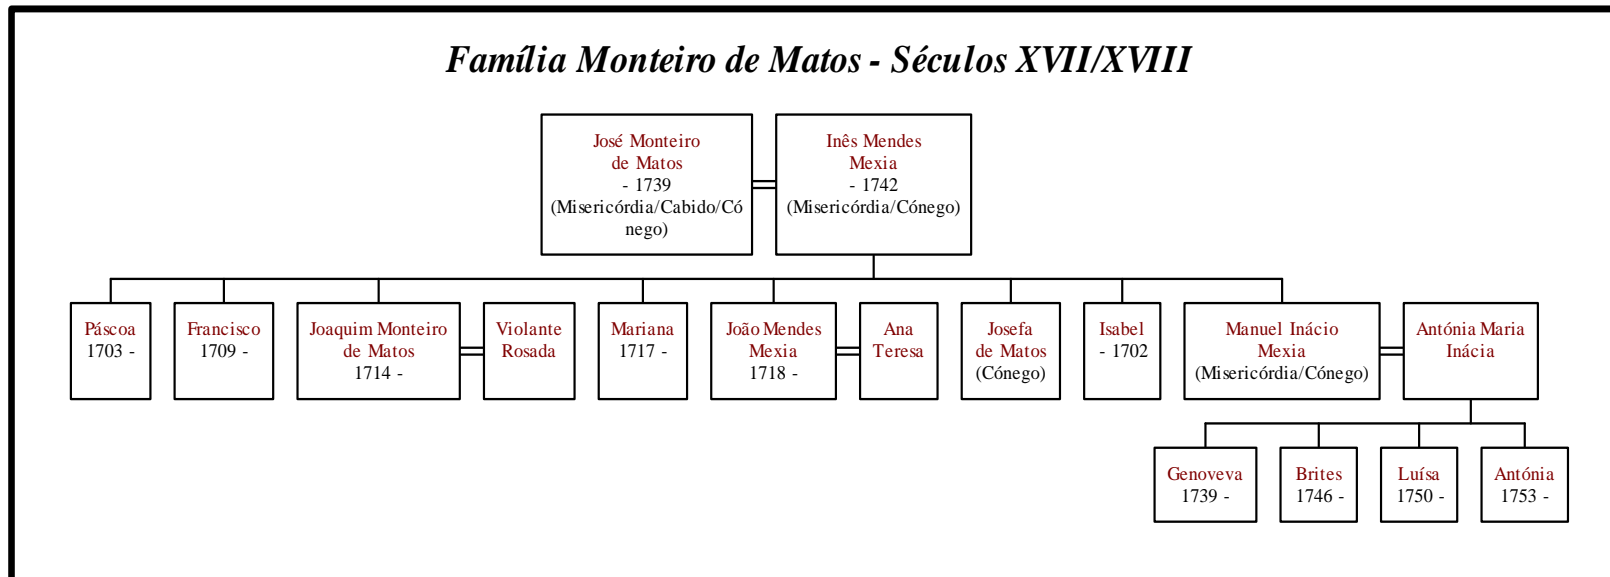 Família Monteiro de Matos - Séculos XVII/XVIII
José Monteiro
de Matos
- 1739
(Misericórdia/Cabido/Có
nego)
Inês Mendes
Mexia
- 1742
(Misericórdia/Cónego)
Páscoa
1703 -
Francisco
1709 -
Joaquim Monteiro
de Matos
1714 -
Violante
Rosada
Mariana
1717 -
João Mendes
Mexia
1718 -
Ana
Teresa
Josefa
de Matos
(Cónego)
Isabel
- 1702
Manuel Inácio
Mexia
(Misericórdia/Cónego)
Antónia Maria
Inácia
Genoveva
1739 -
Brites
1746 -
Luísa
1750 -
Antónia
1753 -